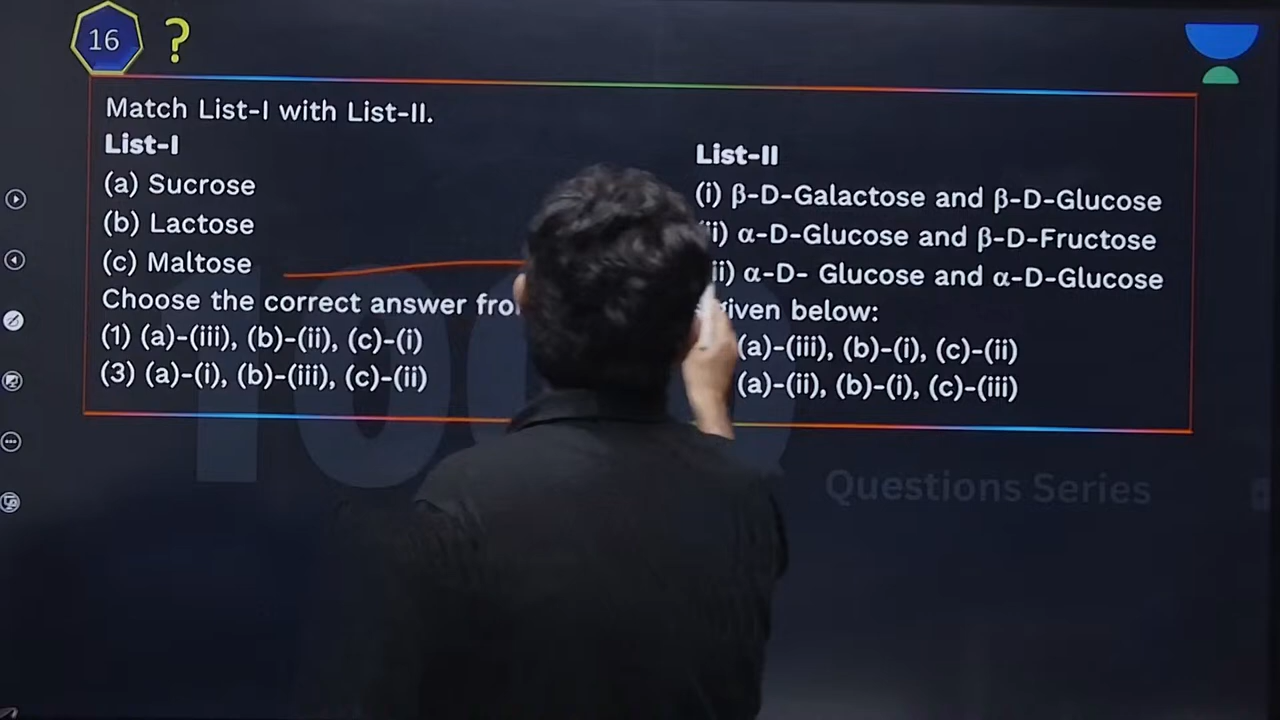 16 ?
Match List-I with List-II.
List-I
List-II
(a) Sucrose
(i) β-D-Galactose and β-D-Glucose
(b) Lactose
ii) α-D-Glucose and β-D-Fructose
(c) Maltose
ii) α-D- Glucose and α-D-Glucose
Choose the correct answer given below:
(1) (a)-(iii), (b)-(ii), (c)-(i)
(a)-(iii), (b)-(i), (c)-(ii)
(3) (a)-(i), (b)-(iii), (c)-(ii)
(a)-(ii), (b)-(i), (c)-(iii)
Questions Series